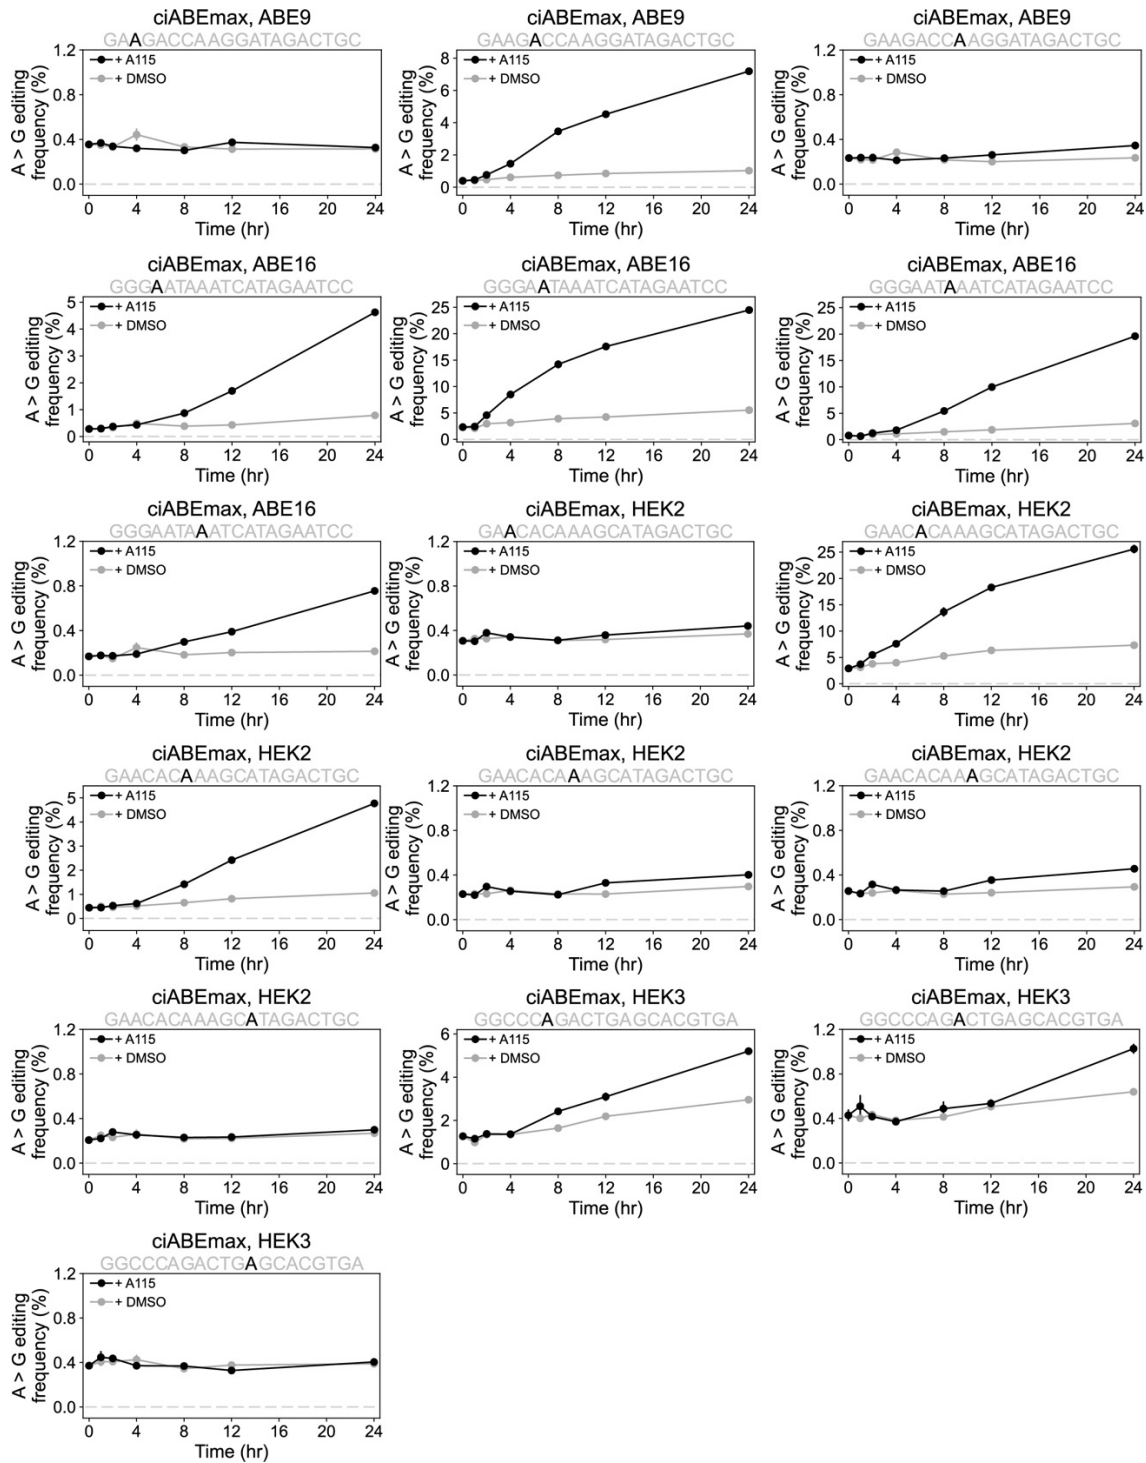 ciABEmax, ABE9
GAAGACCAAGGATAGACTGC
A > G editing
frequency (%)
1.2
0.8
0.4
0.0
+ A115
+ DMSO
0 4 8 12 16 20 24
Time (hr)
ciABEmax, ABE9
GAAGACCAAGGATAGACTGC
A > G editing
frequency (%)
8
6
4
2
0
+ A115
+ DMSO
0 4 8 12 16 20 24
Time (hr)
ciABEmax, ABE9
GAAGACCAAGGATAGACTGC
A > G editing
frequency (%)
1.2
0.8
0.4
0.0
+ A115
+ DMSO
0 4 8 12 16 20 24
Time (hr)
ciABEmax, ABE16
GGGAATAAATCATAGAATCC
A > G editing
frequency (%)
5
4
3
2
1
0
+ A115
+ DMSO
0 4 8 12 16 20 24
Time (hr)
ciABEmax, ABE16
GGGAATAAATCATAGAATCC
A > G editing
frequency (%)
25
20
15
10
5
0
+ A115
+ DMSO
0 4 8 12 16 20 24
Time (hr)
ciABEmax, ABE16
GGGAATAAATCATAGAATCC
A > G editing
frequency (%)
25
20
15
10
5
0
+ A115
+ DMSO
0 4 8 12 16 20 24
Time (hr)
ciABEmax, ABE16
GGGAATAAATCATAGAATCC
A > G editing
frequency (%)
1.2
0.8
0.4
0.0
+ A115
+ DMSO
0 4 8 12 16 20 24
Time (hr)
ciABEmax, HEK2
GAACACAAAGCATAGACTGC
A > G editing
frequency (%)
1.2
0.8
0.4
0.0
+ A115
+ DMSO
0 4 8 12 16 20 24
Time (hr)
ciABEmax, HEK2
GAACACAAAGCATAGACTGC
A > G editing
frequency (%)
25
20
15
10
5
0
+ A115
+ DMSO
0 4 8 12 16 20 24
Time (hr)
ciABEmax, HEK2
GAACACAAAGCATAGACTGC
A > G editing
frequency (%)
5
4
3
2
1
0
+ A115
+ DMSO
0 4 8 12 16 20 24
Time (hr)
ciABEmax, HEK2
GAACACAAAGCATAGACTGC
A > G editing
frequency (%)
1.2
0.8
0.4
0.0
+ A115
+ DMSO
0 4 8 12 16 20 24
Time (hr)
ciABEmax, HEK2
GAACACAAAGCATAGACTGC
A > G editing
frequency (%)
1.2
0.8
0.4
0.0
+ A115
+ DMSO
0 4 8 12 16 20 24
Time (hr)
ciABEmax, HEK2
GAACACAAAGCATAGACTGC
A > G editing
frequency (%)
1.2
0.8
0.4
0.0
+ A115
+ DMSO
0 4 8 12 16 20 24
Time (hr)
ciABEmax, HEK3
GGCCCAGACTGAGCACGTGA
A > G editing
frequency (%)
6
4
2
0
+ A115
+ DMSO
0 4 8 12 16 20 24
Time (hr)
ciABEmax, HEK3
GGCCCAGACTGAGCACGTGA
A > G editing
frequency (%)
1.2
0.8
0.4
0.0
+ A115
+ DMSO
0 4 8 12 16 20 24
Time (hr)
ciABEmax, HEK3
GGCCCAGACTGAGCACGTGA
A > G editing
frequency (%)
1.2
0.8
0.4
0.0
+ A115
+ DMSO
0 4 8 12 16 20 24
Time (hr)